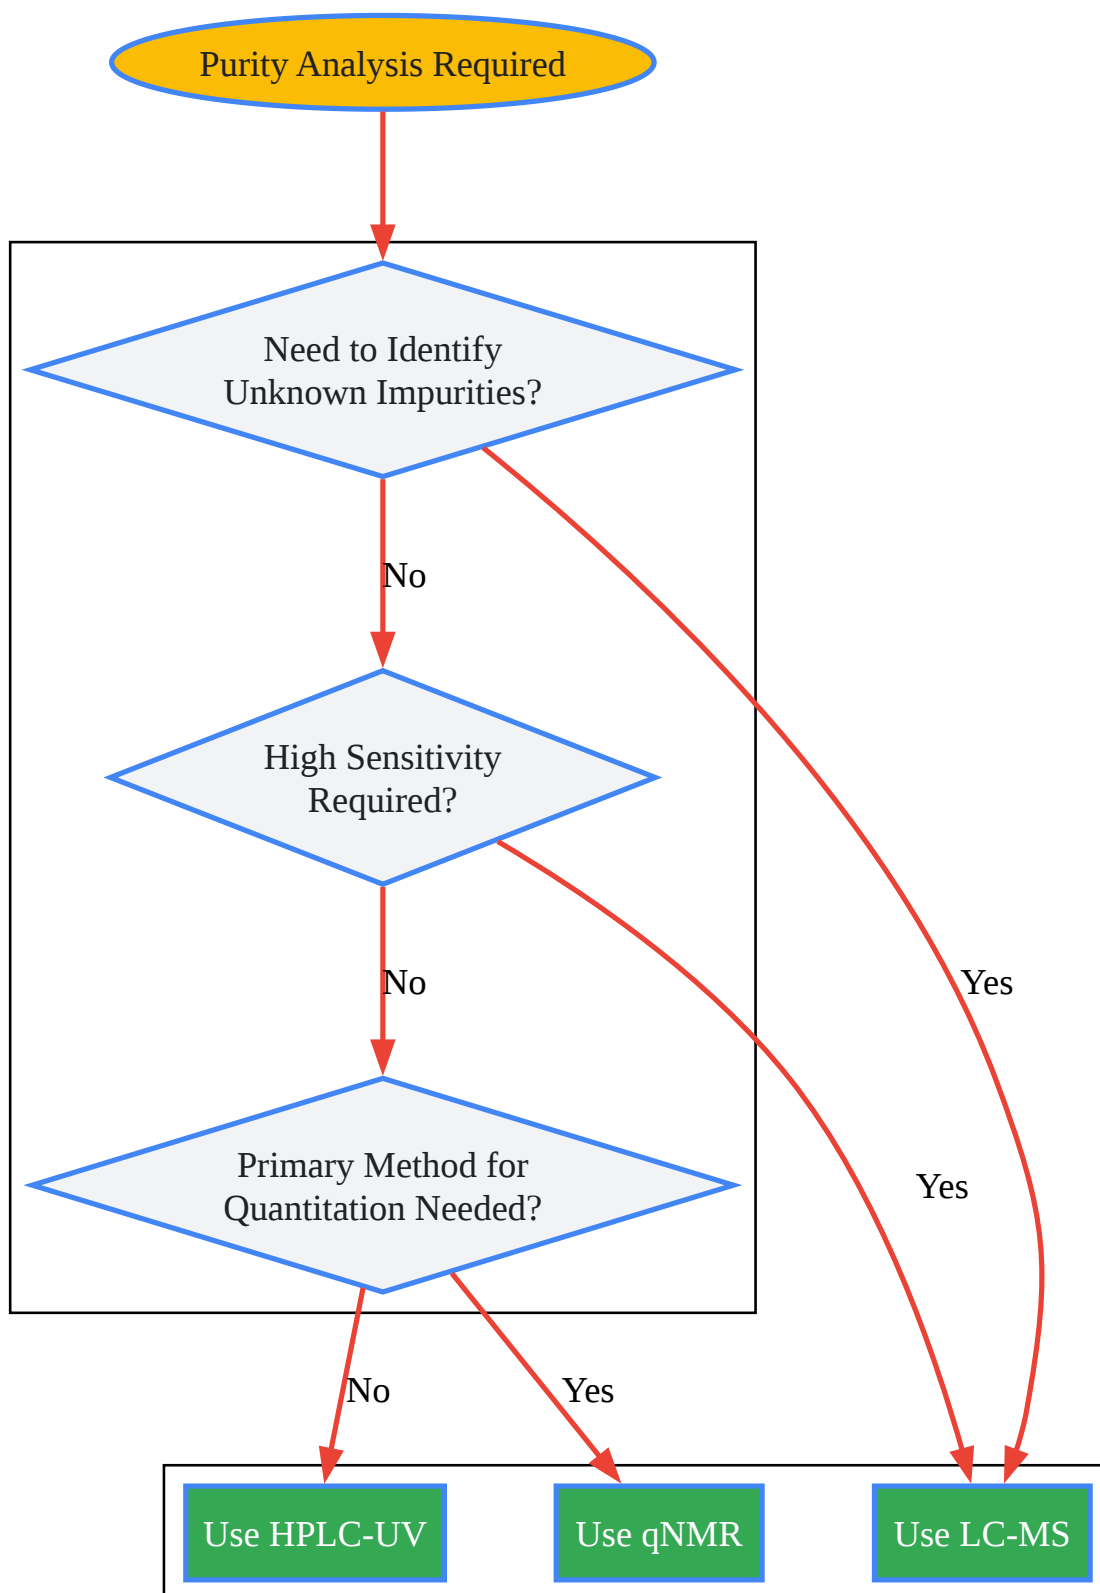 Purity Analysis Required
Need to Identify
Unknown Impurities?
No
High Sensitivity
Required?
No
Yes
Primary Method for
Quantitation Needed?
Yes
No
Yes
Use HPLC-UV
Use qNMR
Use LC-MS